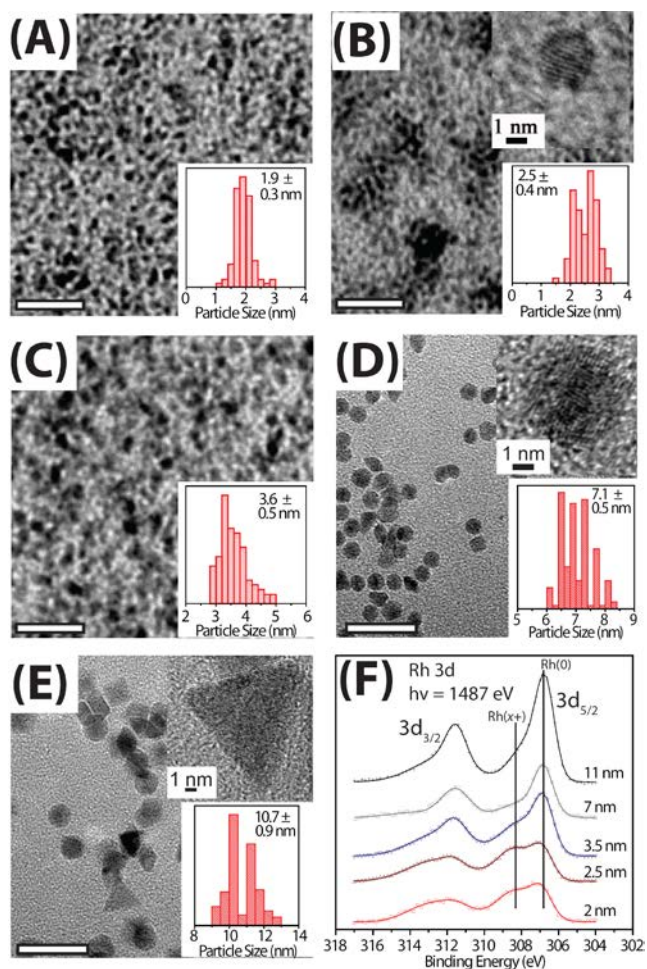 (A)
1.9 ±
0.3 nm
0 1 2 3 4
Particle Size (nm)
(B)
1 nm
2.5 ±
0.4 nm
0 1 2 3 4
Particle Size (nm)
(C)
3.6 ±
0.5 nm
2 3 4 5 6
Particle Size (nm)
(D)
1 nm
7.1 ±
0.5 nm
5 6 7 8 9
Particle Size (nm)
(E)
1 nm
10.7 ±
0.9 nm
8 10 12 14
Particle Size (nm)
(F)
Rh 3d
hν = 1487 eV
Rh(0)
Rh(x+)
3d3/2
3d5/2
11 nm
7 nm
3.5 nm
2.5 nm
2 nm
318 316 314 312 310 308 306 304 302
Binding Energy (eV)